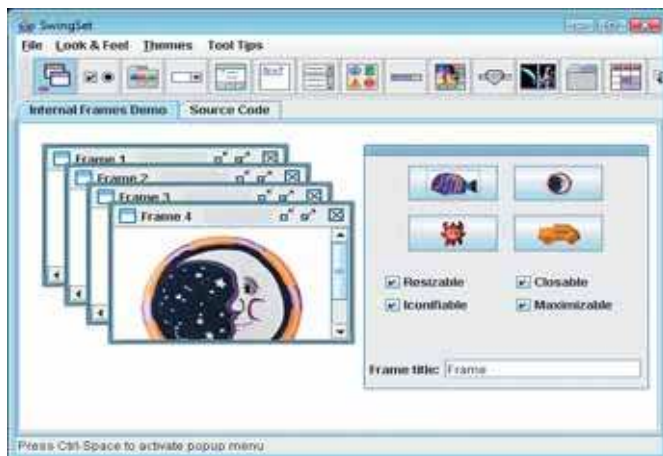 SwingSet
File Look & Feel Themes Tool Tips
Internal Frames Demo Source Code
Frame 1
Frame 2
Frame 3
Frame 4
Resizable Closable
Iconifiable Maximizable
Frame title: Frame
Press Ctrl-Space to activate popup menu